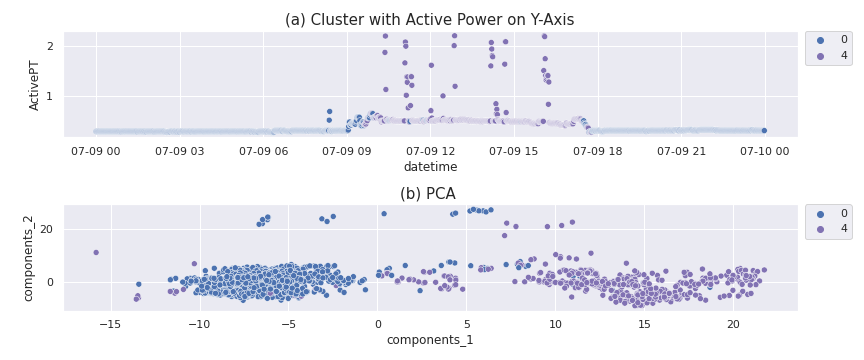 (a) Cluster with Active Power on Y-Axis
2
1
ActivePT
0
4
07-09 00 07-09 03 07-09 06 07-09 09 07-09 12 07-09 15 07-09 18 07-09 21 07-10 00
datetime
(b) PCA
20
0
components_2
0
4
−15 −10 −5 0 5 10 15 20
components_1